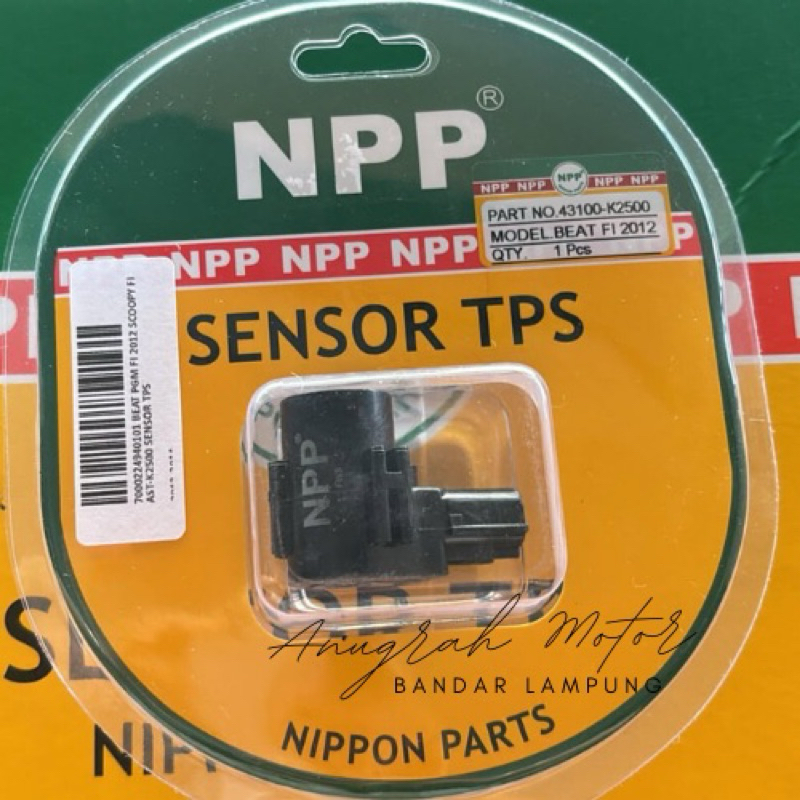 NPP®
NPP NPP NPP NPP NPP
PART NO.43100-K2500
MODEL.BEAT FI 2012
QTY. 1 Pcs
NPP NPP NPP NPP
SENSOR TPS
7000224940101 BEAT PGM FI 2012 SCOOPY FI
AST-K2500 SENSOR TPS
NPP
Anugrah Motor
BANDAR LAMPUNG
NIPPON PARTS